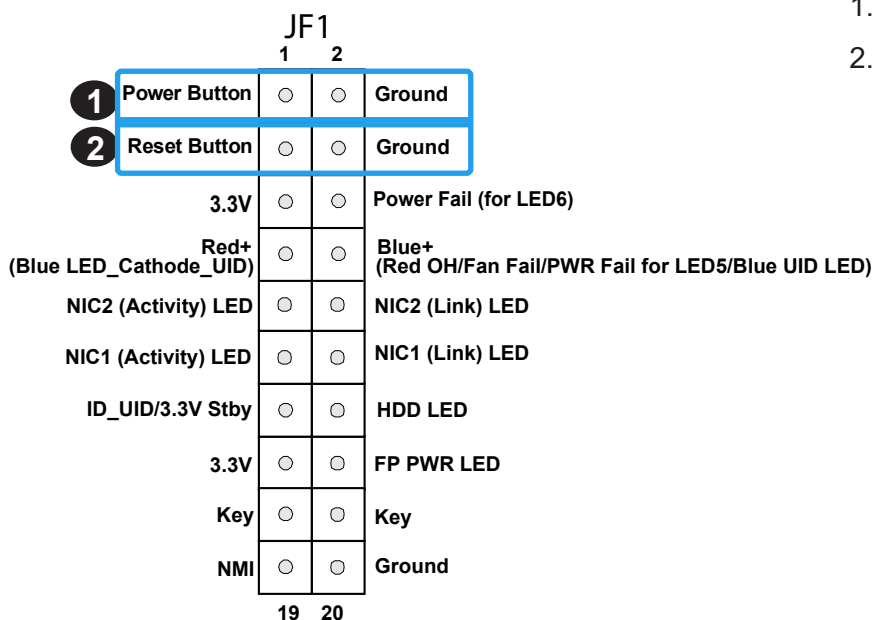 JF1
1 2
1.
2.
1 Power Button Ground
2 Reset Button Ground
3.3V Power Fail (for LED6)
Red+ Blue+
(Blue LED_Cathode_UID) (Red OH/Fan Fail/PWR Fail for LED5/Blue UID LED)
NIC2 (Activity) LED NIC2 (Link) LED
NIC1 (Activity) LED NIC1 (Link) LED
ID_UID/3.3V Stby HDD LED
3.3V FP PWR LED
Key Key
NMI Ground
19 20